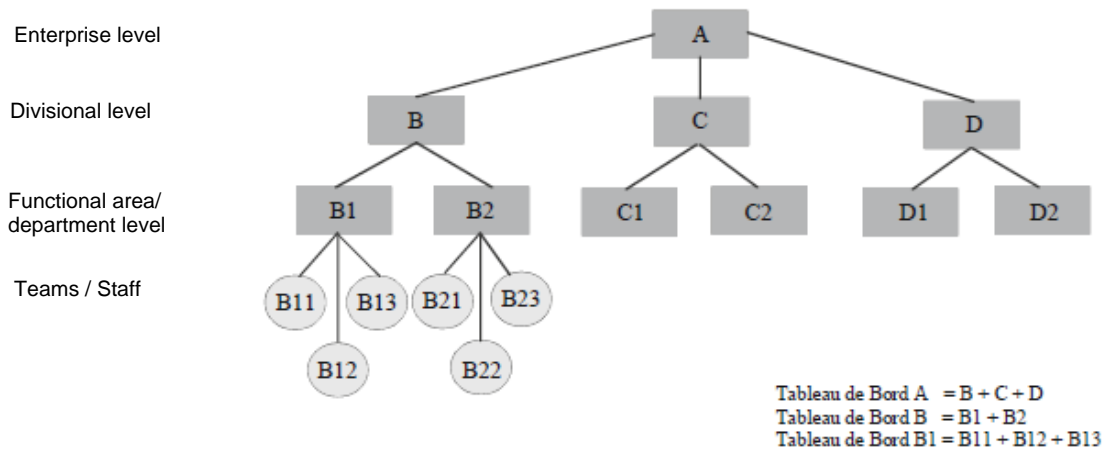 Enterprise level
A
Divisional level
B
C
D
Functional area/
department level
B1
B2
C1
C2
D1
D2
Teams / Staff
B11
B13
B21
B23
B12
B22
Tableau de Bord A = B + C + D
Tableau de Bord B = B1 + B2
Tableau de Bord B1 = B11 + B12 + B13